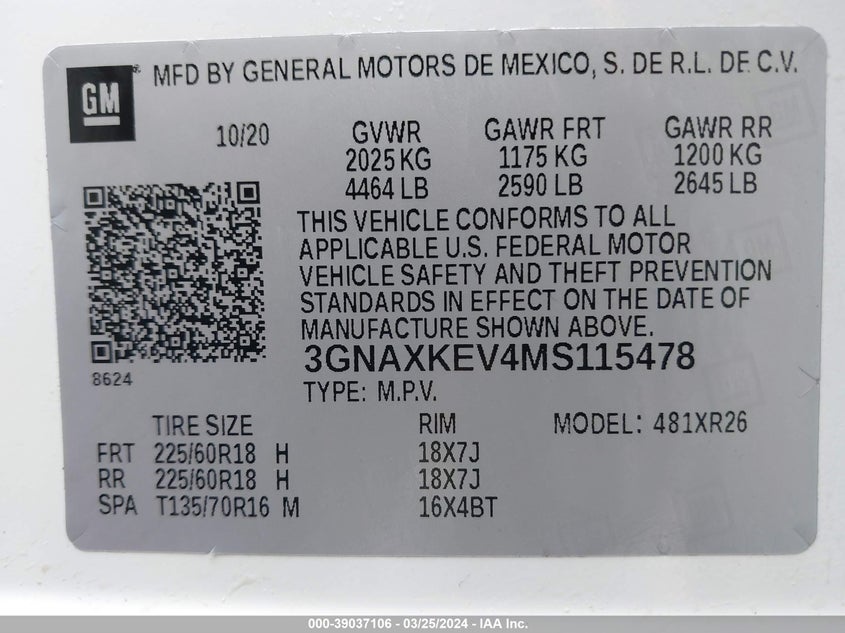 GM
MFD BY GENERAL MOTORS DE MEXICO, S. DE R.L. DE C.V.
10/20 GVWR GAWR FRT GAWR RR
2025 KG 1175 KG 1200 KG
4464 LB 2590 LB 2645 LB
THIS VEHICLE CONFORMS TO ALL
APPLICABLE U.S. FEDERAL MOTOR
VEHICLE SAFETY AND THEFT PREVENTION
STANDARDS IN EFFECT ON THE DATE OF
MANUFACTURE SHOWN ABOVE.
3GNAXKEV4MS115478
8624
TYPE: M.P.V.
TIRE SIZE RIM MODEL: 481XR26
FRT 225/60R18 H 18X7J
RR 225/60R18 H 18X7J
SPA T135/70R16 M 16X4BT
000-39037106 - 03/25/2024 - IAA Inc.